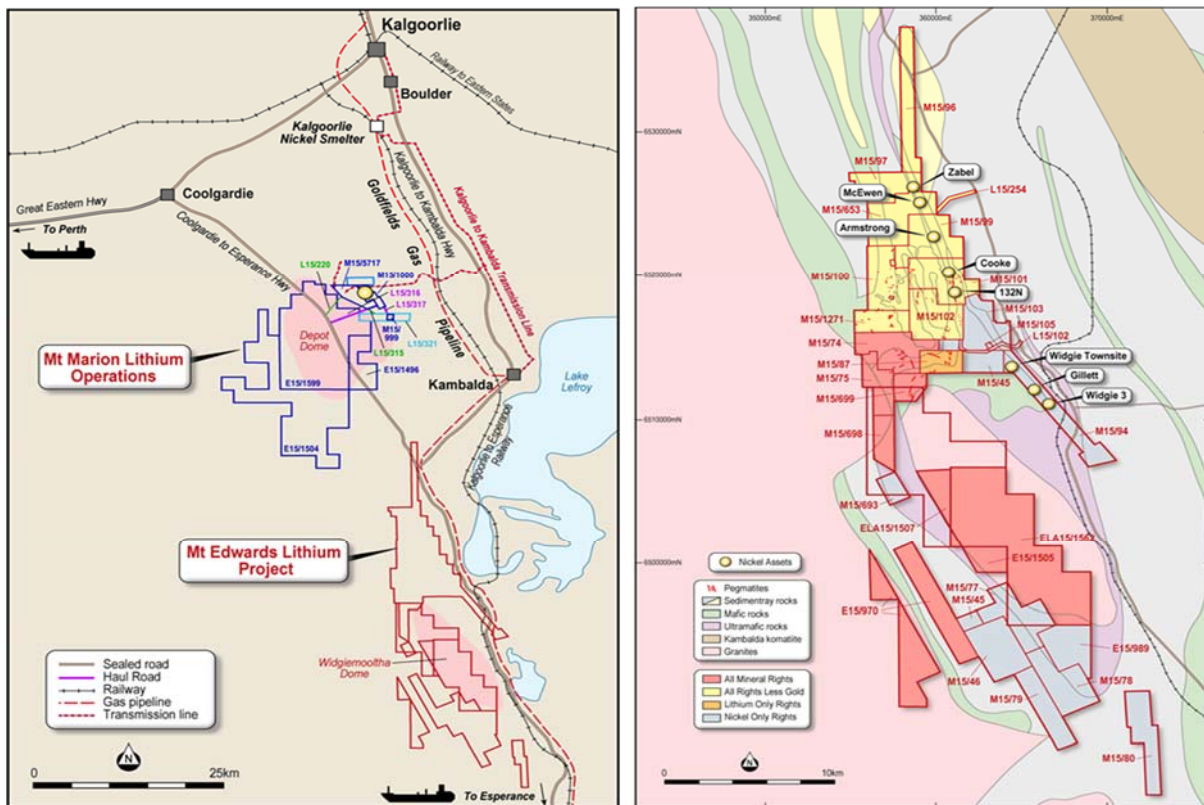 Kalgoorlie
Railway to Eastern States
Boulder
Kalgoorlie
Nickel Smelter
Coolgardie
Great Eastern Hwy
To Perth
Coolgardie to Esperance Hwy
Goldfields
Gas
Pipeline
Kalgoorlie to Kambalda Hwy
Kalgoorlie to Kambalda Transmission Line
L15/220
M15/5717
M15/1000
L15/316
L15/317
M15/
999
L15/321
L15/315
Depot
Dome
E15/1496
Mt Marion Lithium
Operations
E15/1599
E15/1504
Kambalda
Lake
Lefroy
Kalgoorlie to Esperance
Railway
Mt Edwards Lithium
Project
Widgiemooltha
Dome
Sealed road
Haul Road
Railway
Gas pipeline
Transmission line
N
0
25km
To Esperance
350000mE
360000mE
370000mE
6530000mN
M15/96
M15/97
Zabel
McEwen
L15/254
M15/653
M15/99
Armstrong
6520000mN
Cooke
M15/100
M15/101
132N
M15/103
M15/1271
M15/102
M15/105
L15/102
M15/74
Widgie Townsite
M15/87
M15/75
M15/45
Gillett
M15/699
Widgie 3
6510000mN
M15/698
M15/94
M15/693
ELA15/1507
ELA15/1562
E15/1505
6500000mN
Nickel Assets
M15/77
M15/45
Pegmatites
Sedimentray rocks
Mafic rocks
Ultramafic rocks
Kambalda komatiite
Granites
E15/970
E15/989
M15/46
M15/78
M15/79
All Mineral Rights
All Rights Less Gold
Lithium Only Rights
Nickel Only Rights
M15/80
N
0
10km